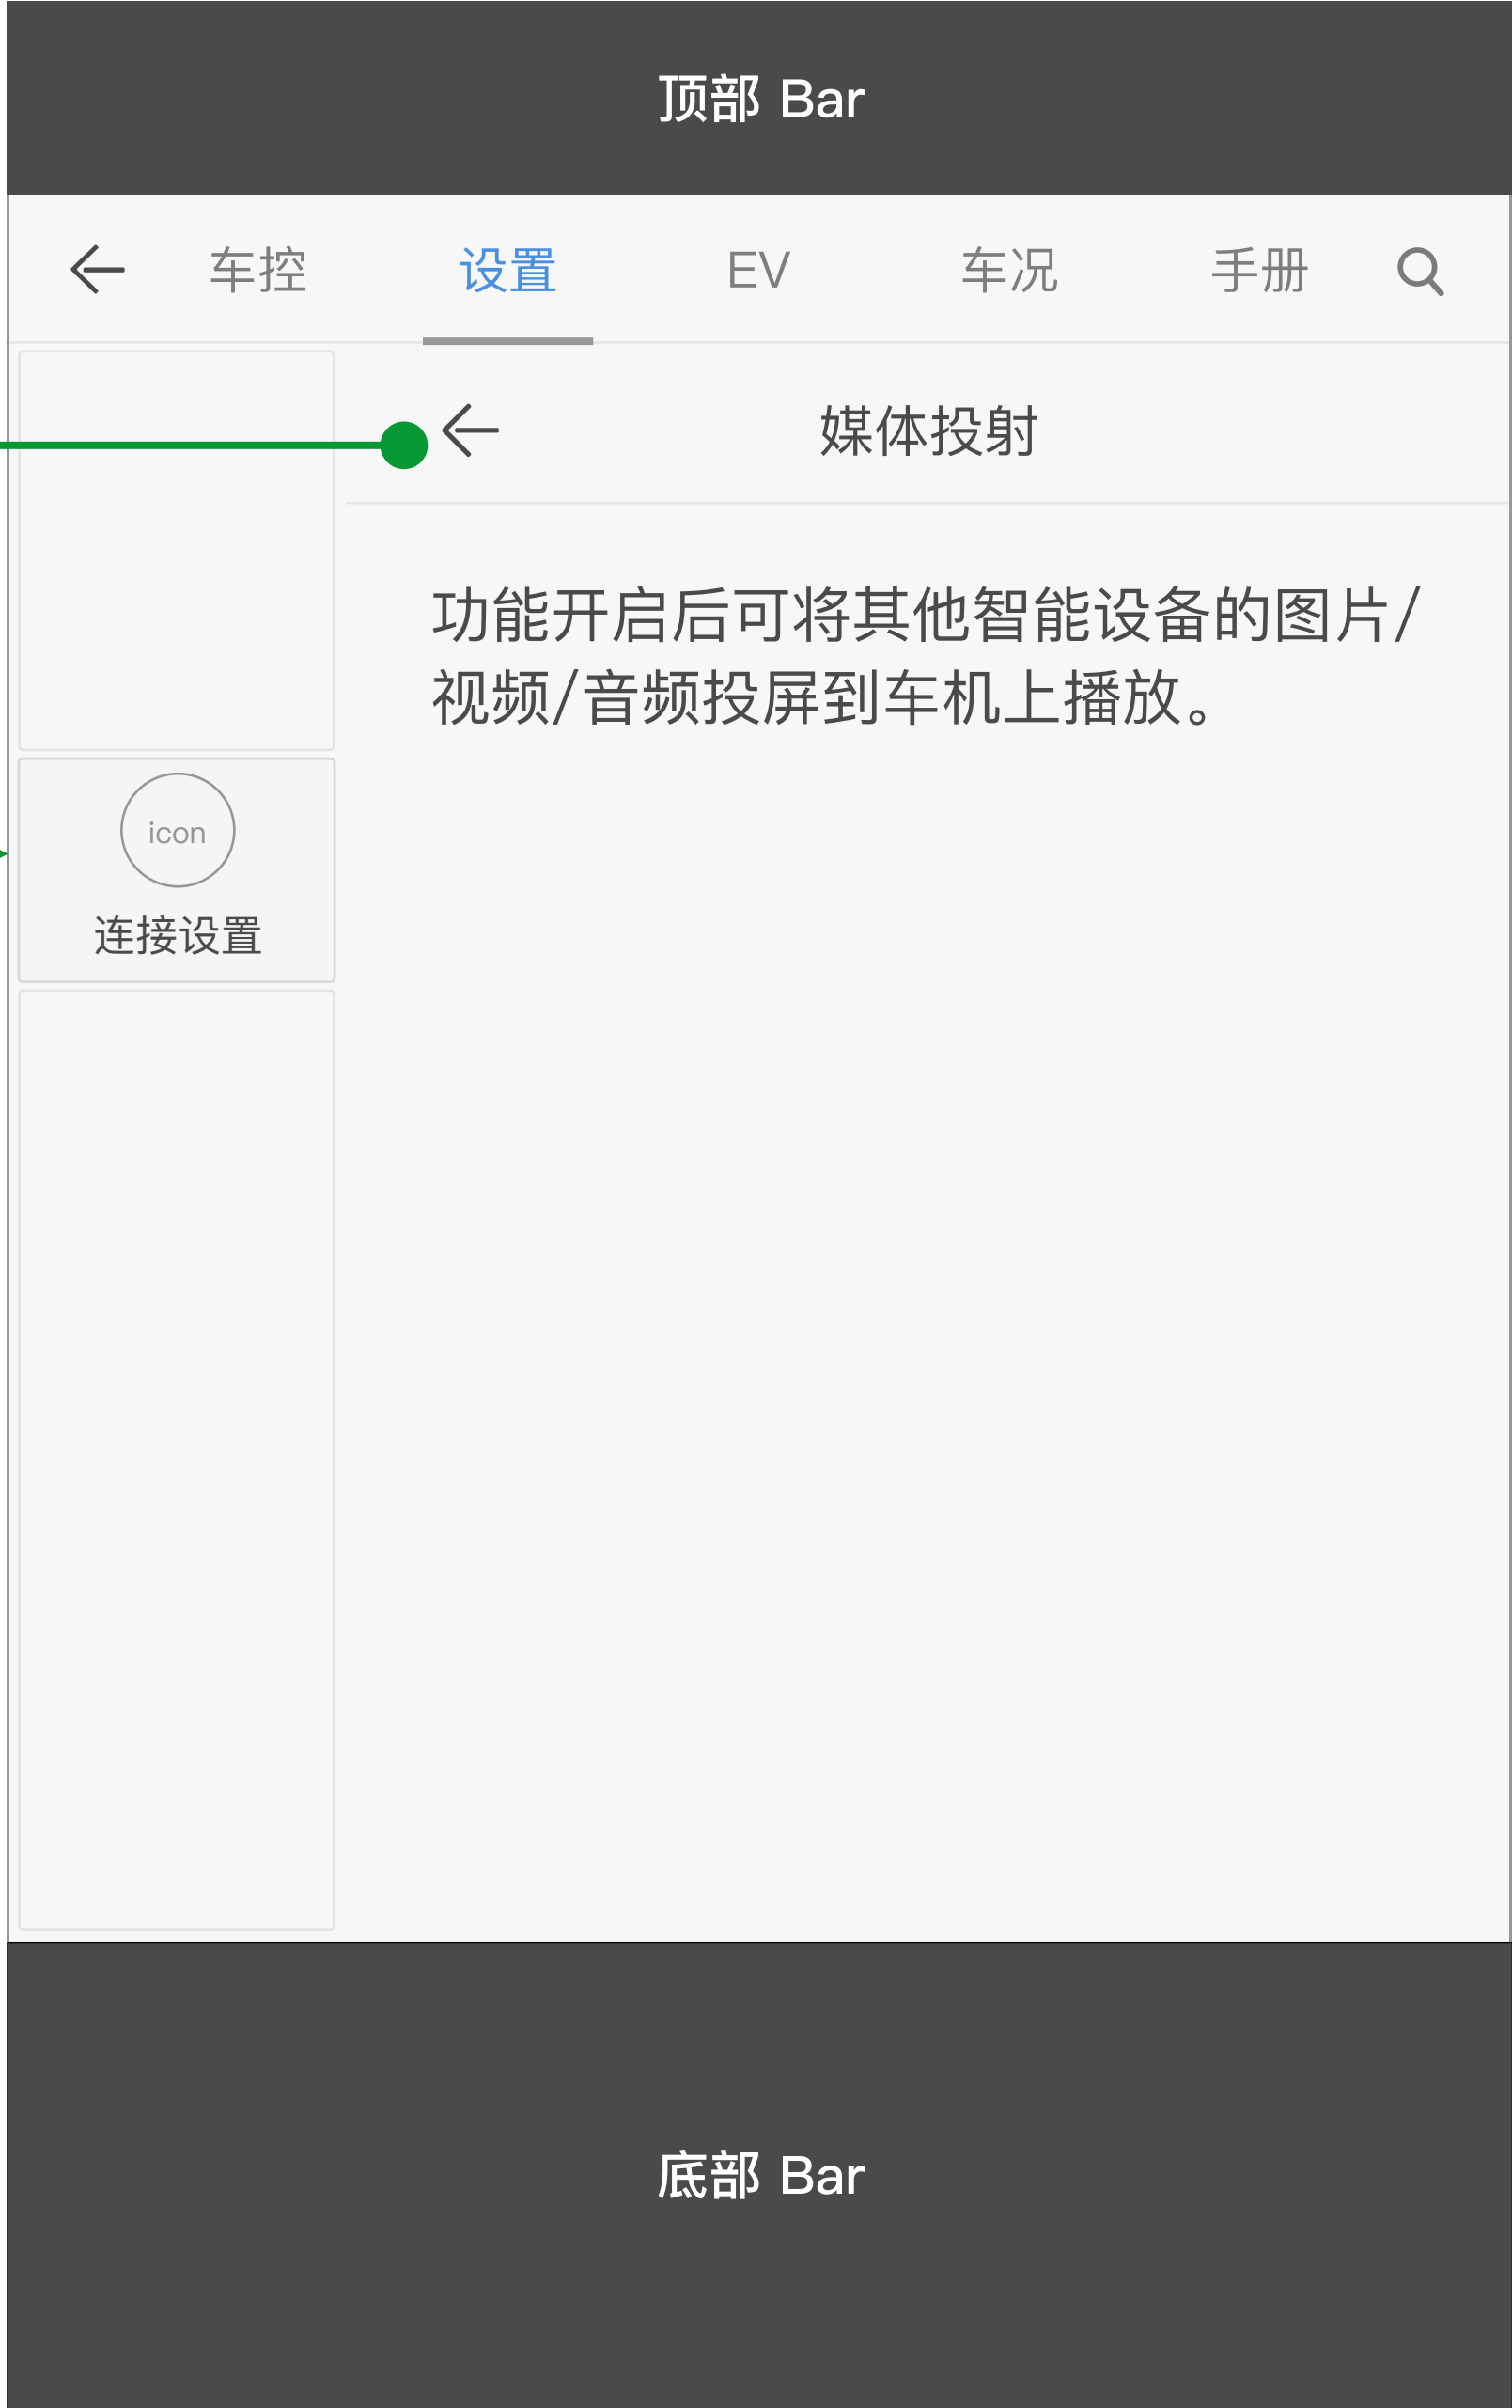 顶部 Bar
车控 设置 EV 车况 手册
媒体投射
功能开启后可将其他智能设备的图片/
视频/音频投屏到车机上播放。
icon
连接设置
底部 Bar